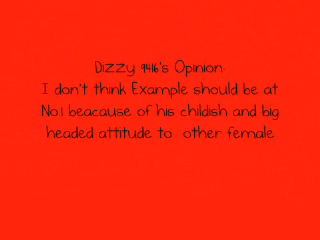 Dizzy 9416's Opinion:
I don't think Example should be at
No.1 beacause of his childish and big
headed attitude to other female